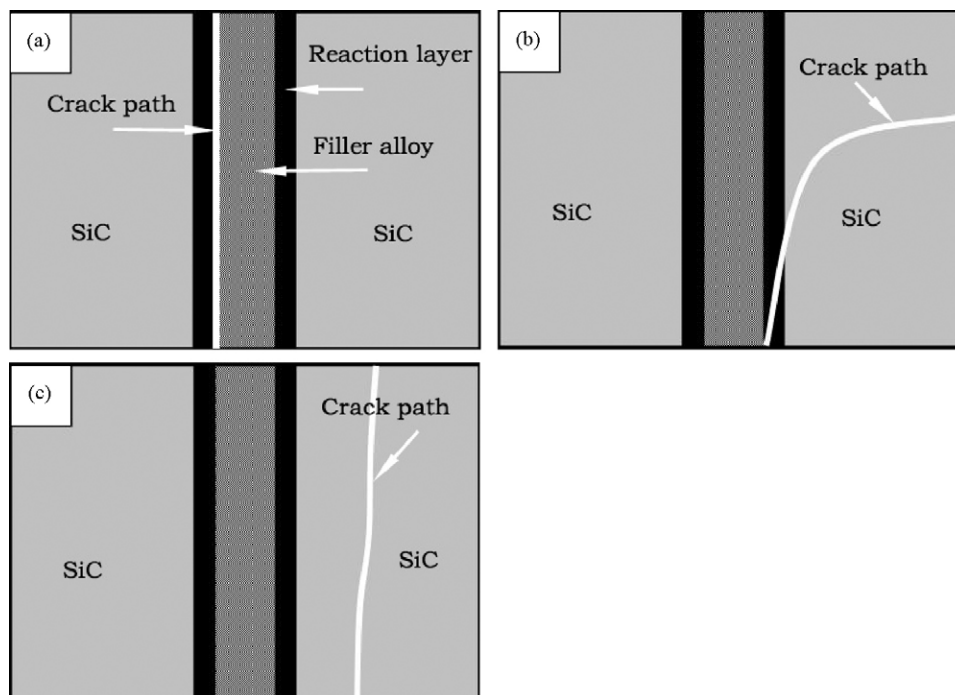 (a)
Reaction layer
Crack path
Filler alloy
SiC
SiC
(b)
Crack path
SiC
SiC
(c)
Crack path
SiC
SiC